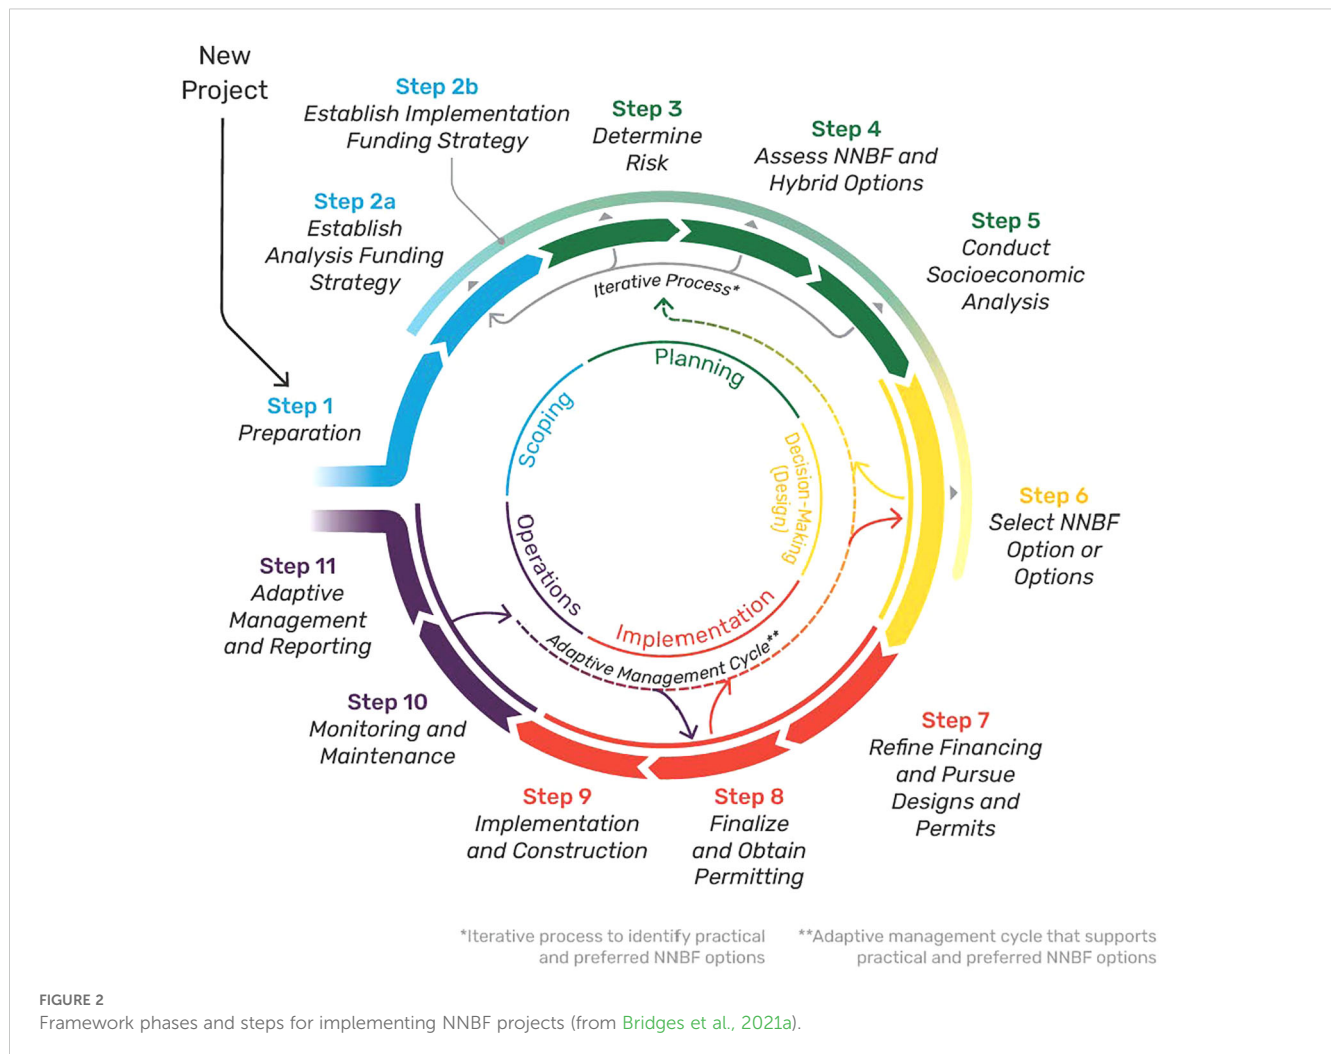 New
Project
Step 2b
Establish Implementation
Funding Strategy
Step 3
Determine
Risk
Step 4
Assess NNBF and
Hybrid Options
Step 2a
Establish
Analysis Funding
Strategy
Step 5
Conduct
Socioeconomic
Analysis
Iterative Process*
Planning
Scoping
Decision-Making
(Design)
Step 1
Preparation
Step 6
Select NNBF
Option or
Options
Operations
Implementation
Adaptive Management Cycle**
Step 11
Adaptive
Management
and Reporting
Step 10
Monitoring and
Maintenance
Step 7
Refine Financing
and Pursue
Designs and
Permits
Step 9
Implementation
and Construction
Step 8
Finalize
and Obtain
Permitting
*Iterative process to identify practical
and preferred NNBF options
**Adaptive management cycle that supports
practical and preferred NNBF options
FIGURE 2
Framework phases and steps for implementing NNBF projects (from Bridges et al., 2021a).